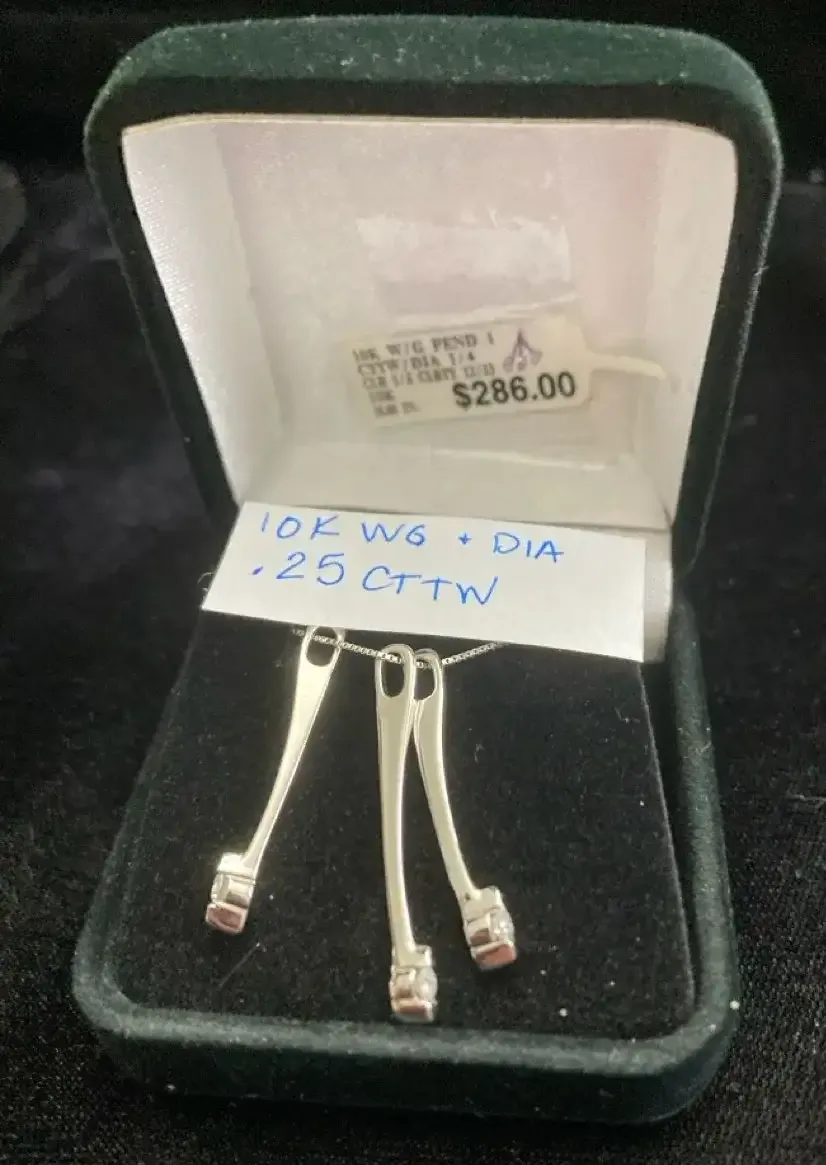 10K W/G PEND 1
CTTW/DIA 1/4
$286.00
10K WG + DIA
.25 CTTW